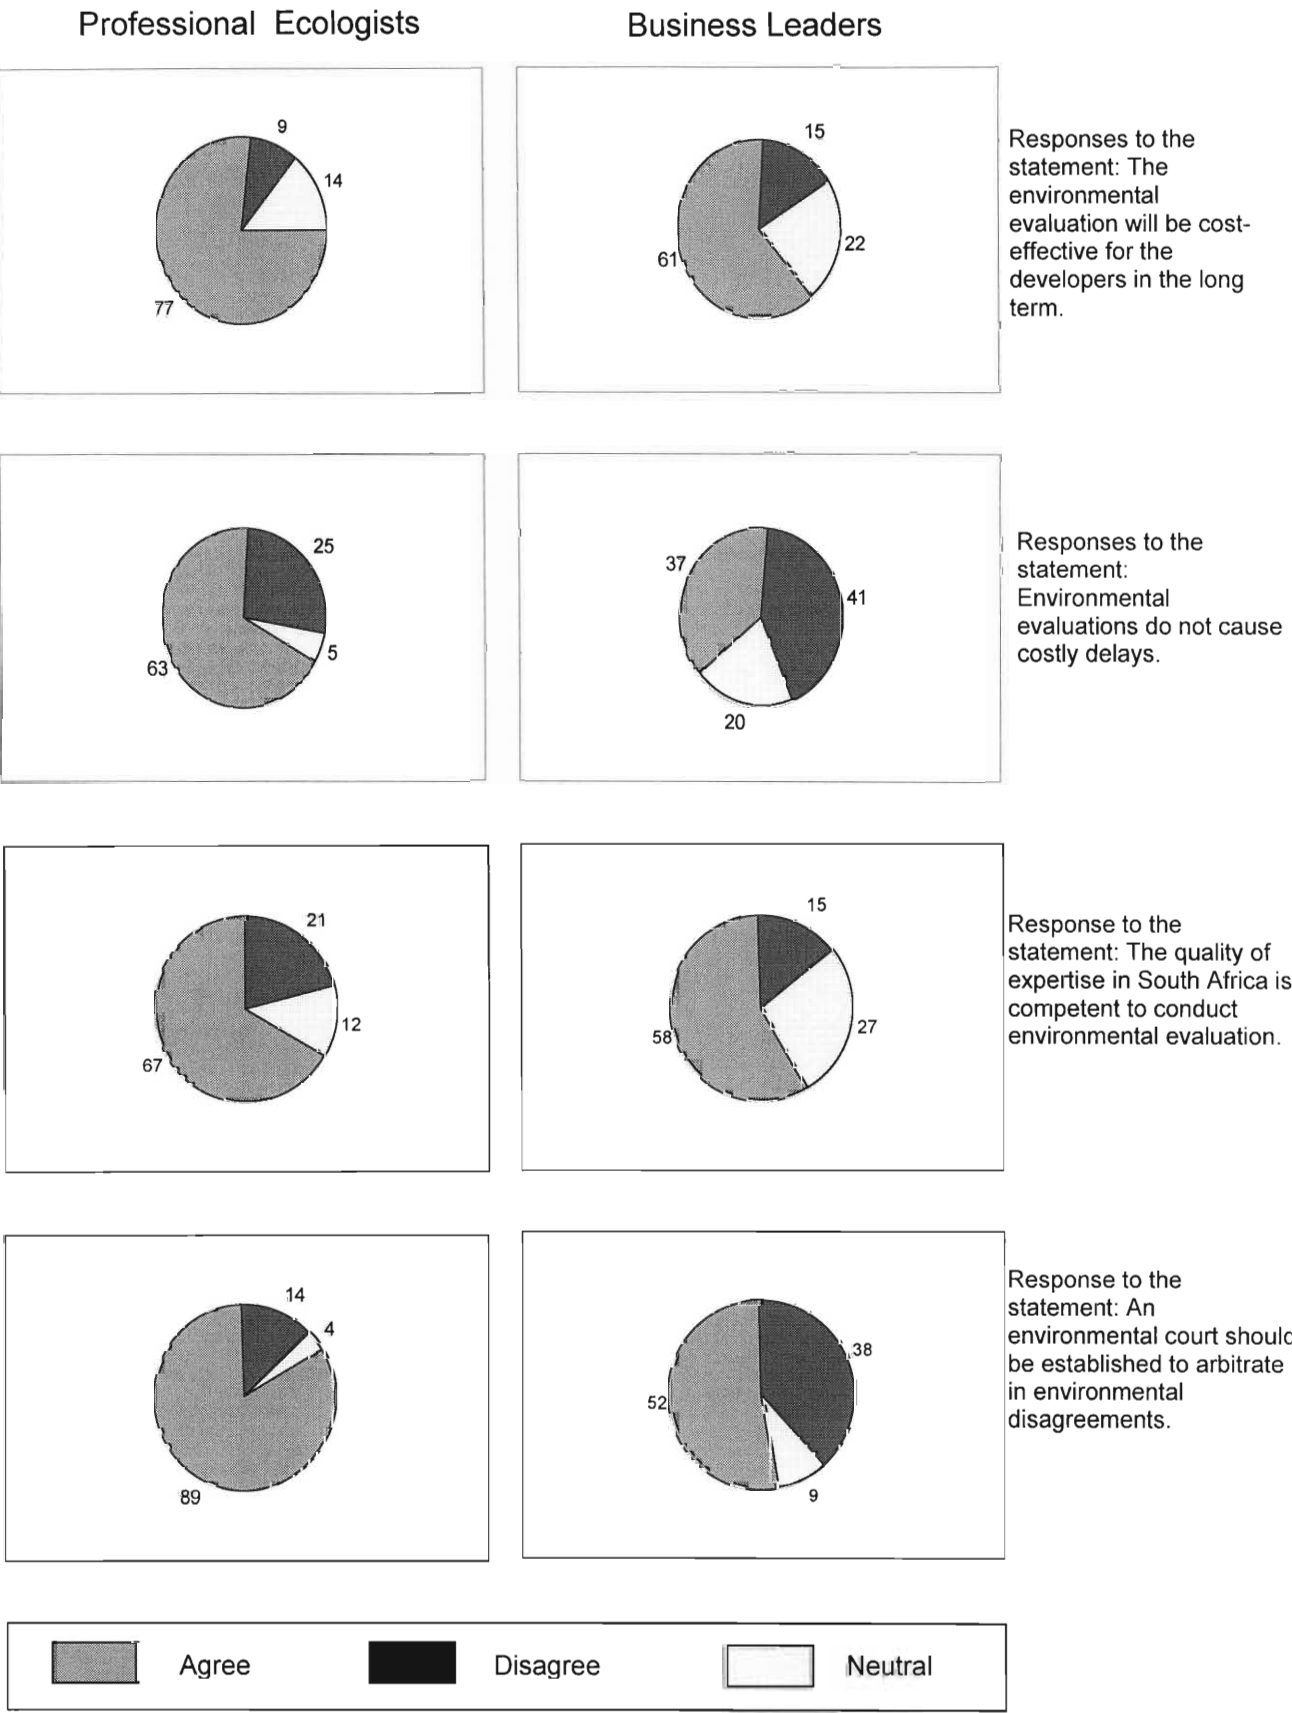 Professional Ecologists
Business Leaders
9
14
77
15
22
61
Responses to the
statement: The
environmental
evaluation will be cost-
effective for the
developers in the long
term.
25
5
63
37
41
20
Responses to the
statement:
Environmental
evaluations do not cause
costly delays.
21
12
67
15
27
58
Response to the
statement: The quality of
expertise in South Africa is
competent to conduct
environmental evaluation.
14
4
89
38
52
9
Response to the
statement: An
environmental court should
be established to arbitrate
in environmental
disagreements.
Agree
Disagree
Neutral